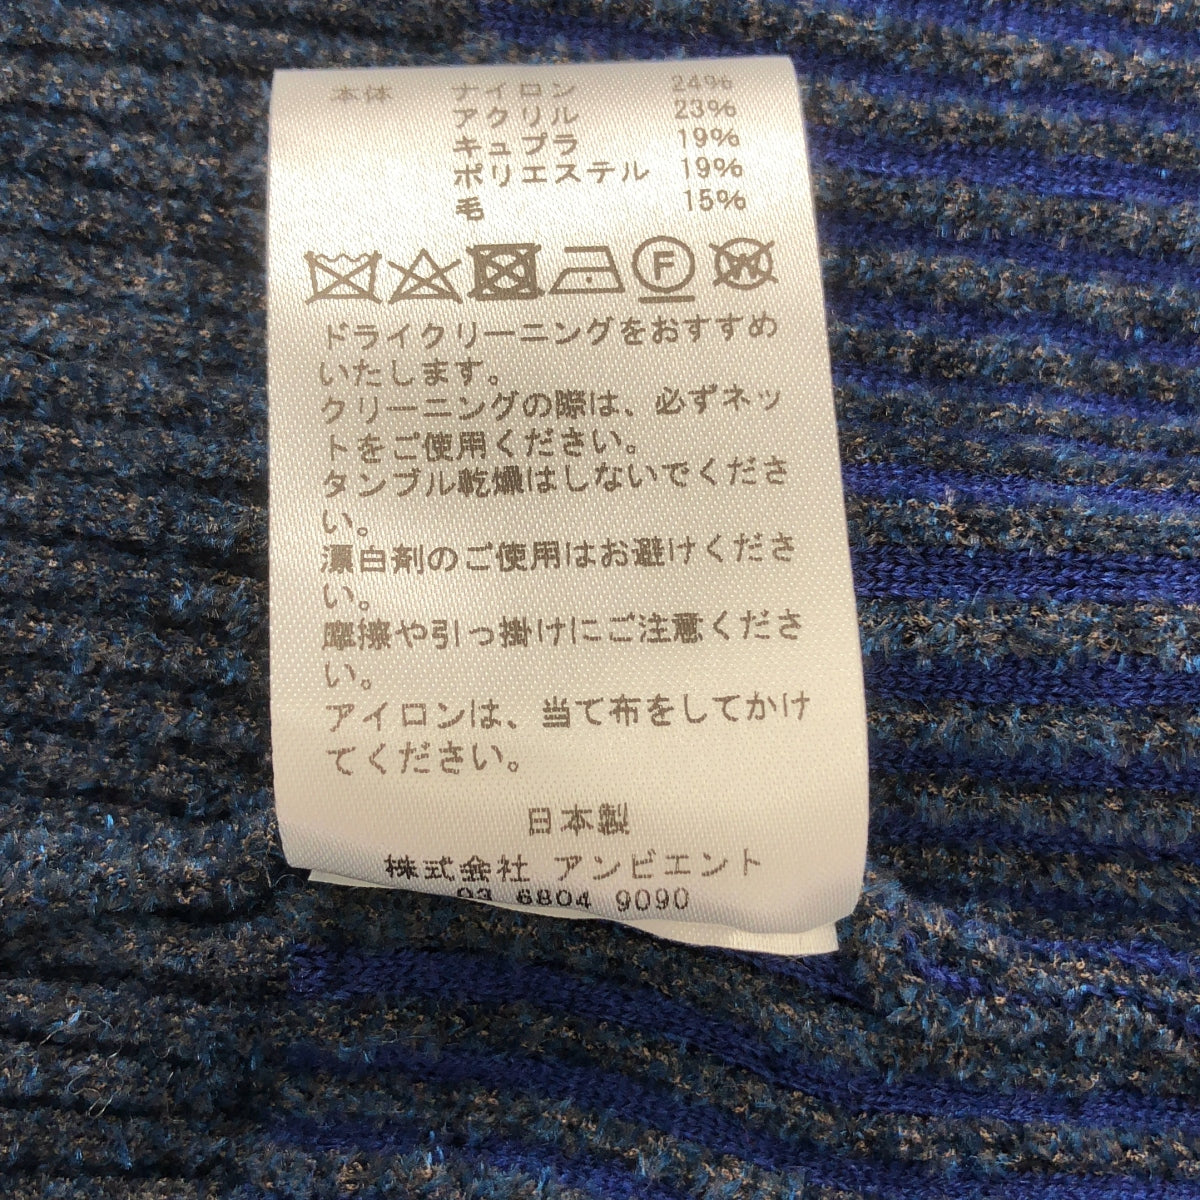 本体 ナイロン 24%
アクリル 23%
キュプラ 19%
ポリエステル 19%
毛 15%
F W
ドライクリーニングをおすすめ
いたします。
クリーニングの際は、必ずネッ
トをご使用ください。
タンブル乾燥はしないでくださ
い。
漂白剤のご使用はお避けくださ
い。
摩擦や引っ掛けにご注意くださ
い。
アイロンは、当て布をしてかけ
てください。
日本製
株式会社 アンビエント
03 6804 9090